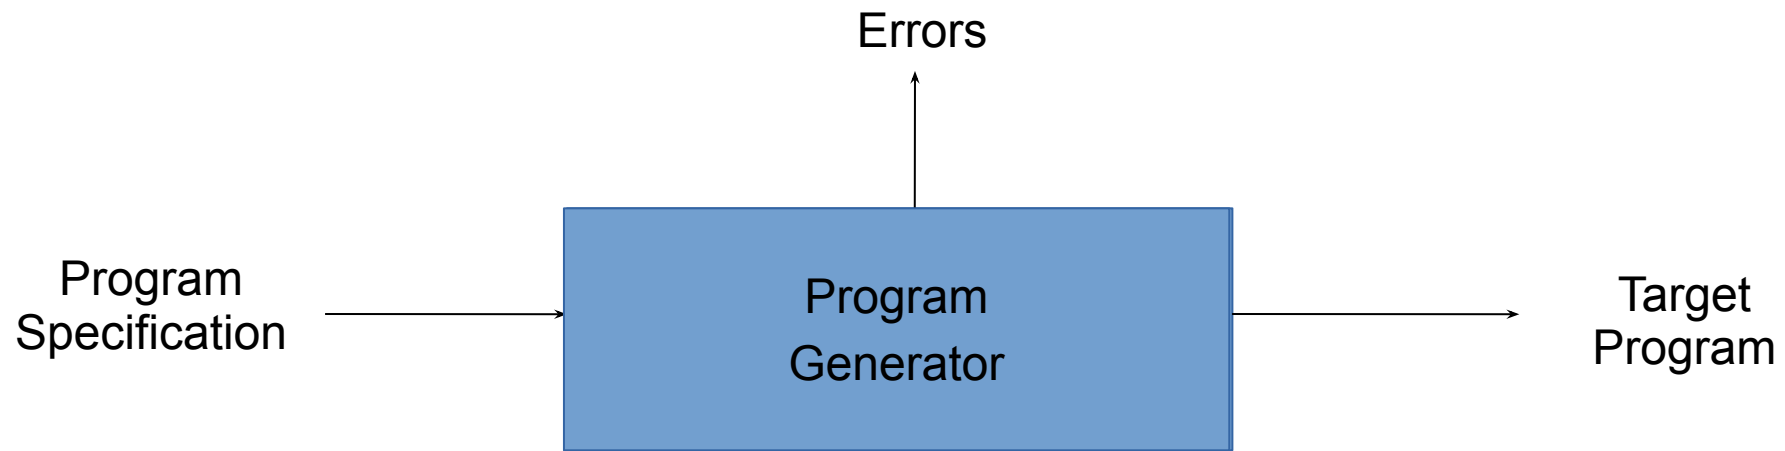 Errors
Program
Specification
Program
Generator
Target
Program